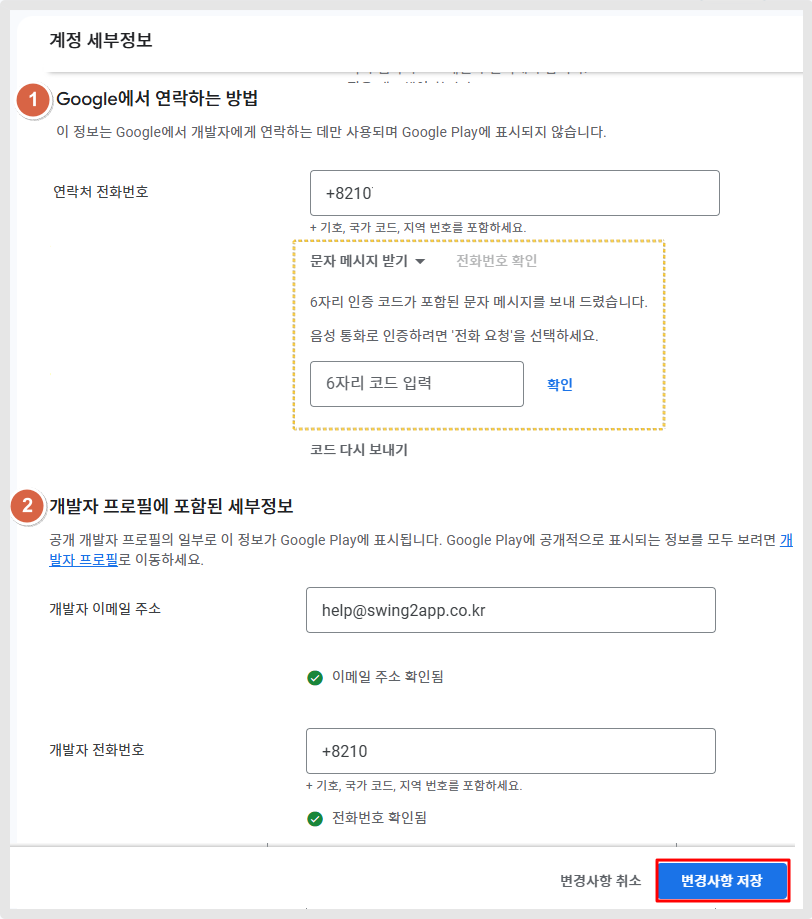 계정 세부정보
1 Google에서 연락하는 방법
이 정보는 Google에서 개발자에게 연락하는 데만 사용되며 Google Play에 표시되지 않습니다.
연락처 전화번호
+8210
+ 기호, 국가 코드, 지역 번호를 포함하세요.
문자 메시지 받기 전화번호 확인
6자리 인증 코드가 포함된 문자 메시지를 보내 드렸습니다.
음성 통화로 인증하려면 '전화 요청'을 선택하세요.
6자리 코드 입력 확인
코드 다시 보내기
2 개발자 프로필에 포함된 세부정보
공개 개발자 프로필의 일부로 이 정보가 Google Play에 표시됩니다. Google Play에 공개적으로 표시되는 정보를 모두 보려면 개
발자 프로필로 이동하세요.
개발자 이메일 주소
help@swing2app.co.kr
이메일 주소 확인됨
개발자 전화번호
+8210
+ 기호, 국가 코드, 지역 번호를 포함하세요.
전화번호 확인됨
변경사항 취소 변경사항 저장